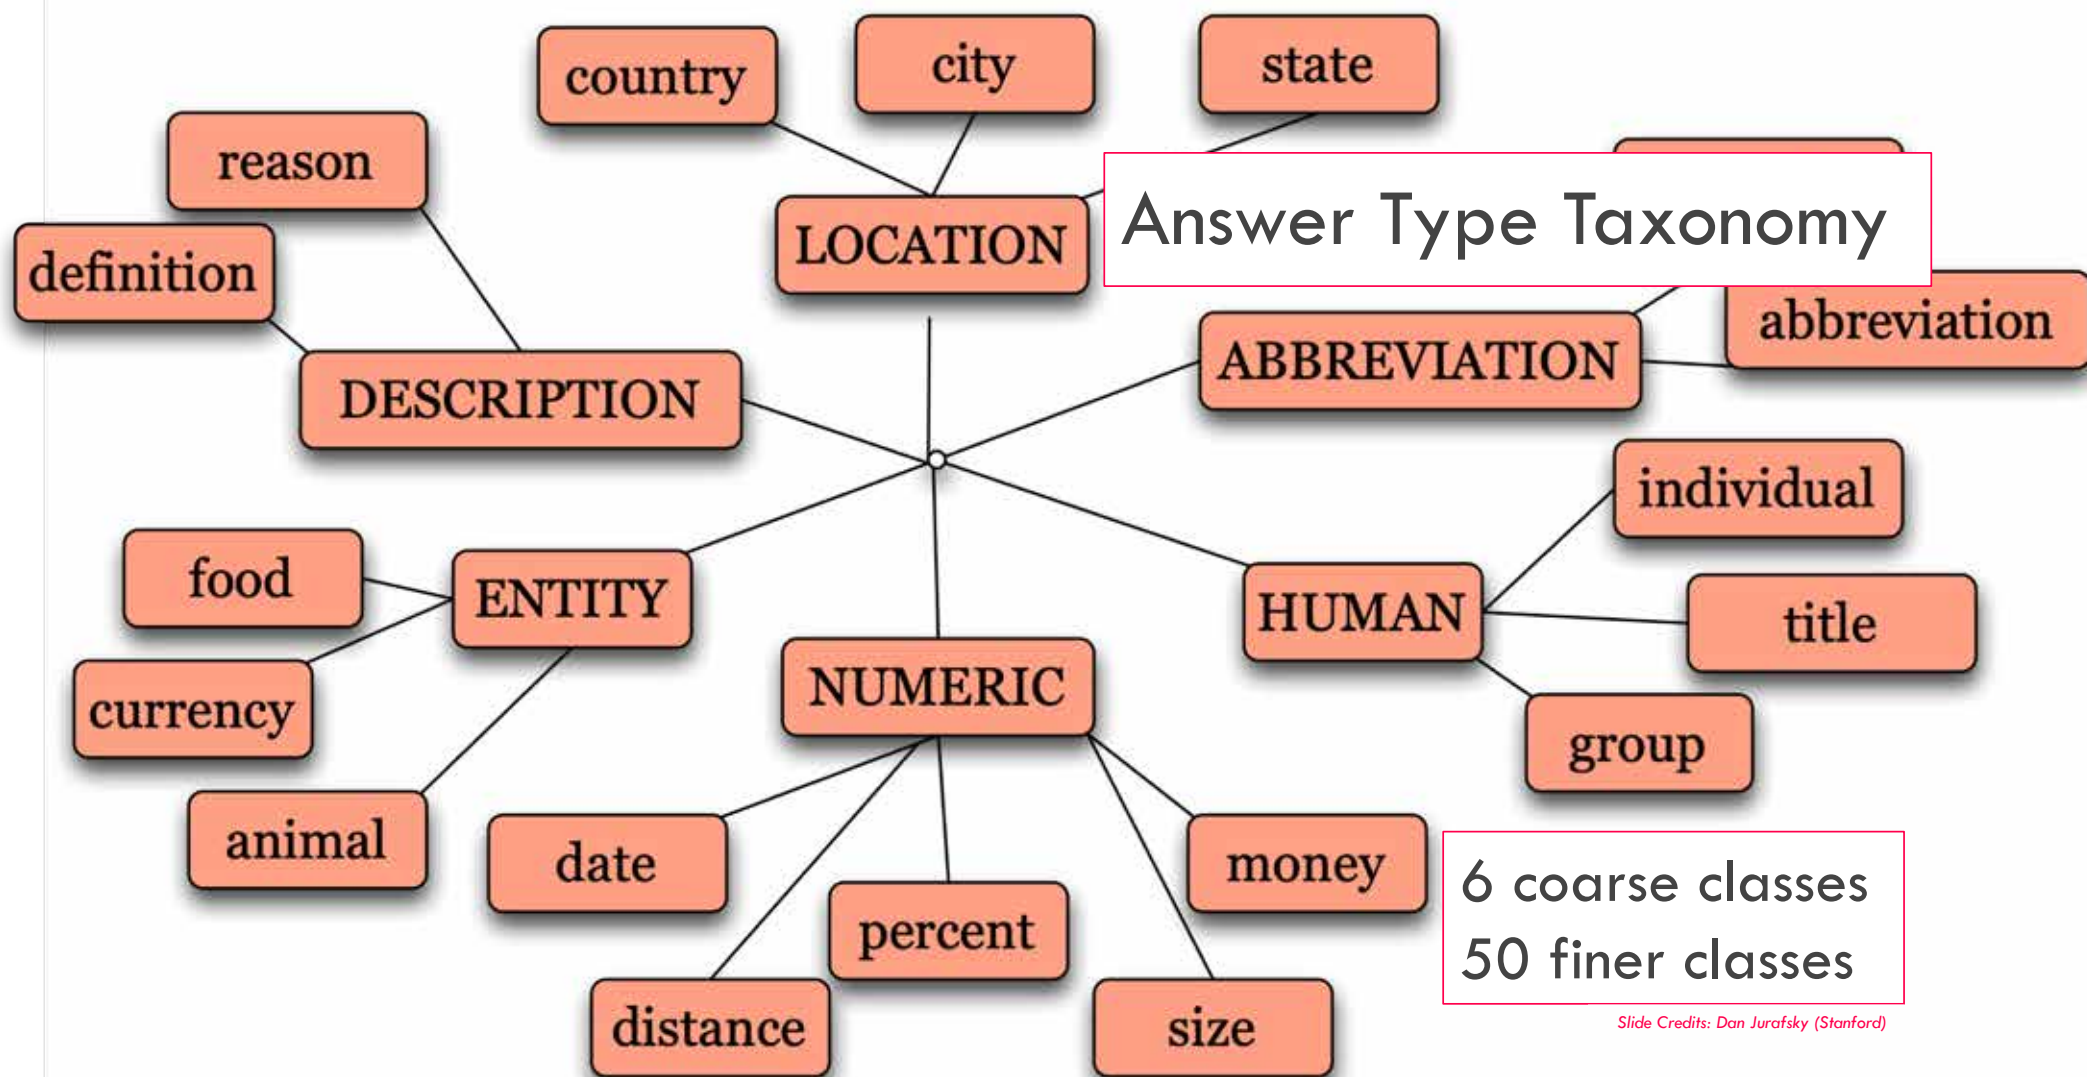 country
city
state
reason
Answer Type Taxonomy
definition
LOCATION
abbreviation
ABBREVIATION
DESCRIPTION
individual
food
ENTITY
HUMAN
title
currency
NUMERIC
group
animal
date
money
percent
6 coarse classes
50 finer classes
distance
size
Slide Credits: Dan Jurafsky (Stanford)